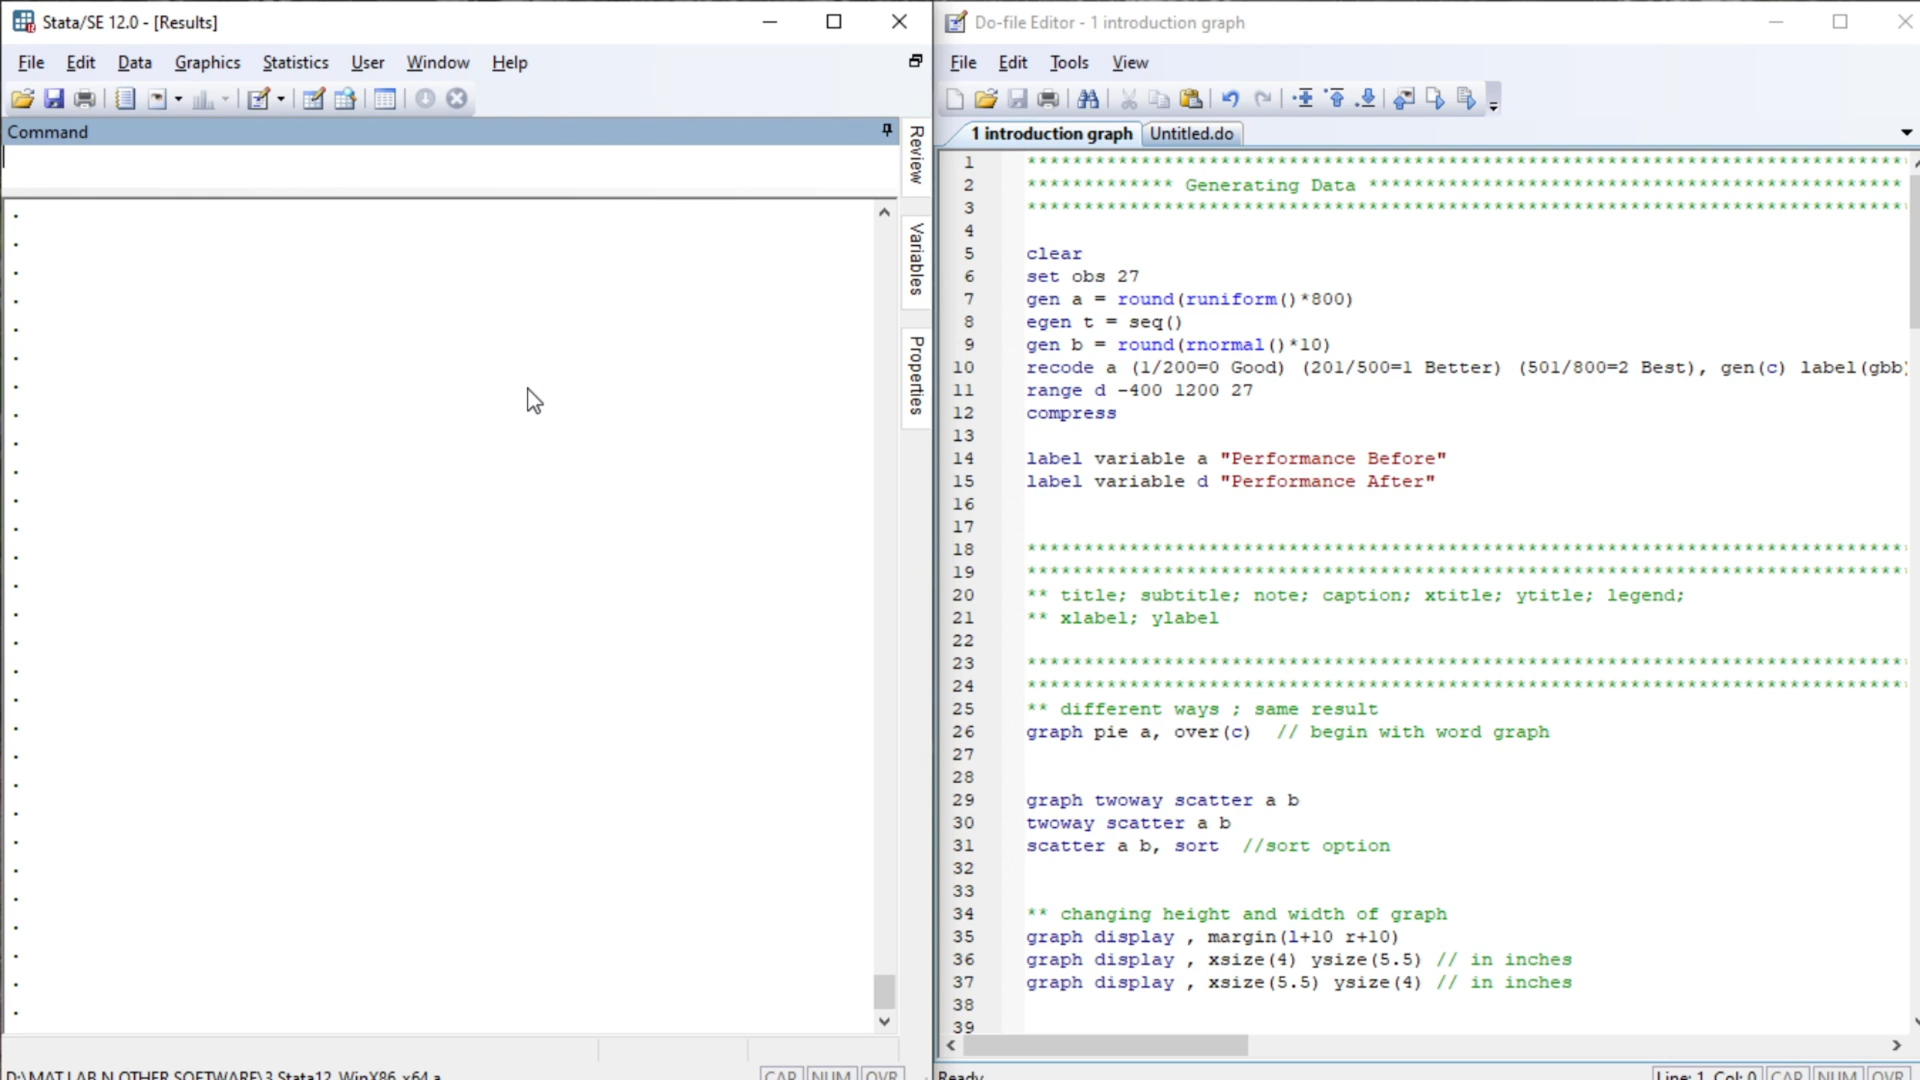 Stata/SE 12.0 - [Results]
File Edit Data Graphics Statistics User Window Help
Command
Review
Variables
Properties
D:\MAT LAB N OTHER SOFTWARE\3 Stata12_WinX86_x64 a
CAP NUM OVR
Do-file Editor - 1 introduction graph
File Edit Tools View
1 introduction graph Untitled.do
1 ******************************************************************************
2 ************* Generating Data ***********************************************
3 ******************************************************************************
4
5 clear
6 set obs 27
7 gen a = round(runiform()*800)
8 egen t = seq()
9 gen b = round(rnormal()*10)
10 recode a (1/200=0 Good) (201/500=1 Better) (501/800=2 Best), gen(c) label(gbb)
11 range d -400 1200 27
12 compress
13
14 label variable a "Performance Before"
15 label variable d "Performance After"
16
17
18 ******************************************************************************
19 ******************************************************************************
20 ** title; subtitle; note; caption; xtitle; ytitle; legend;
21 ** xlabel; ylabel
22
23 ******************************************************************************
24 ******************************************************************************
25 ** different ways ; same result
26 graph pie a, over(c)  // begin with word graph
27
28
29 graph twoway scatter a b
30 twoway scatter a b
31 scatter a b, sort  //sort option
32
33
34 ** changing height and width of graph
35 graph display , margin(l+10 r+10)
36 graph display , xsize(4) ysize(5.5) // in inches
37 graph display , xsize(5.5) ysize(4) // in inches
38
39
Ready
Line: 1, Col: 0 CAP NUM OVR